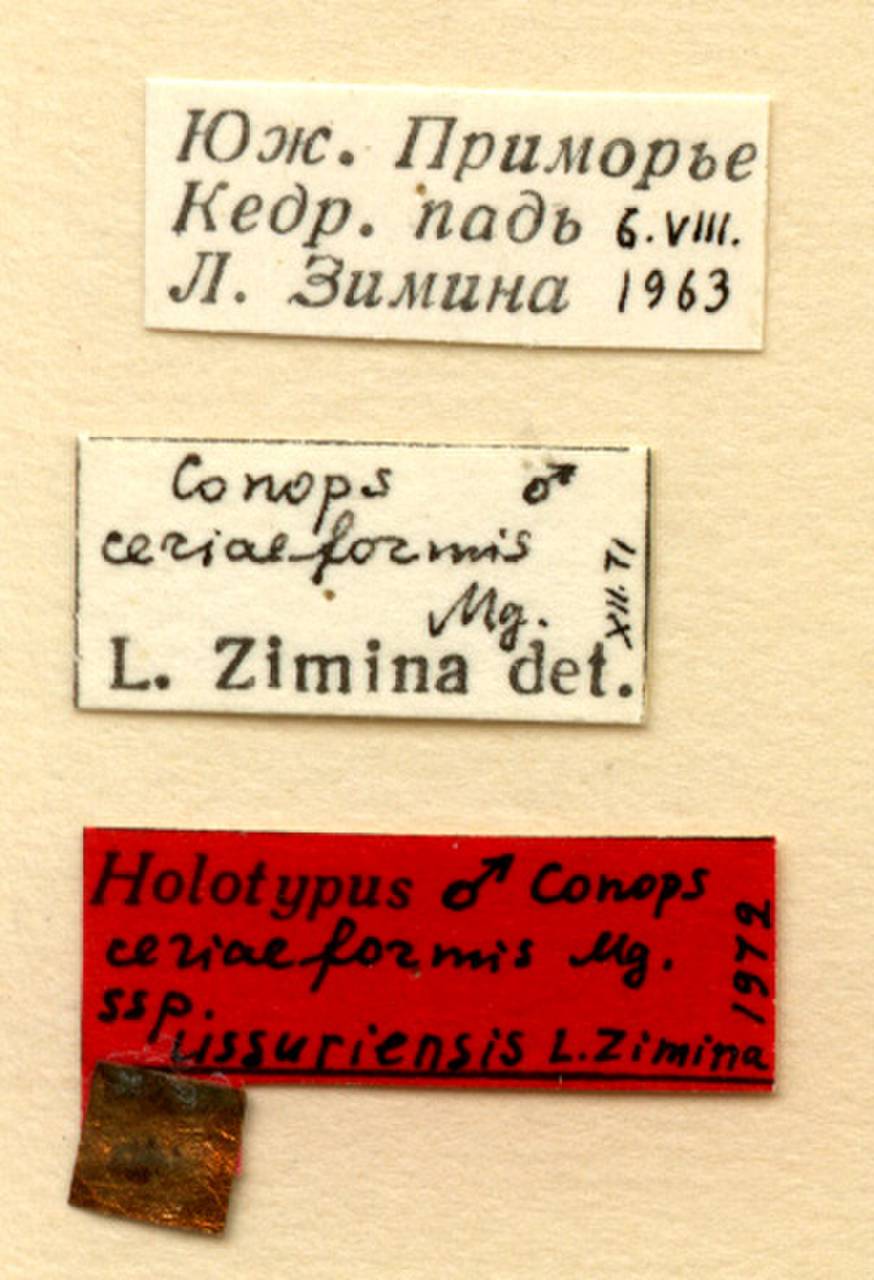 Юж. Приморье
Кедр. падь 6.VIII.
Л. Зимина 1963
Conops ♂
ceriaeformis
Mg.
XII.71
L. Zimina det.
Holotypus ♂ Conops
ceriaeformis Mg.
ssp.
ussuriensis L.Zimina
1972